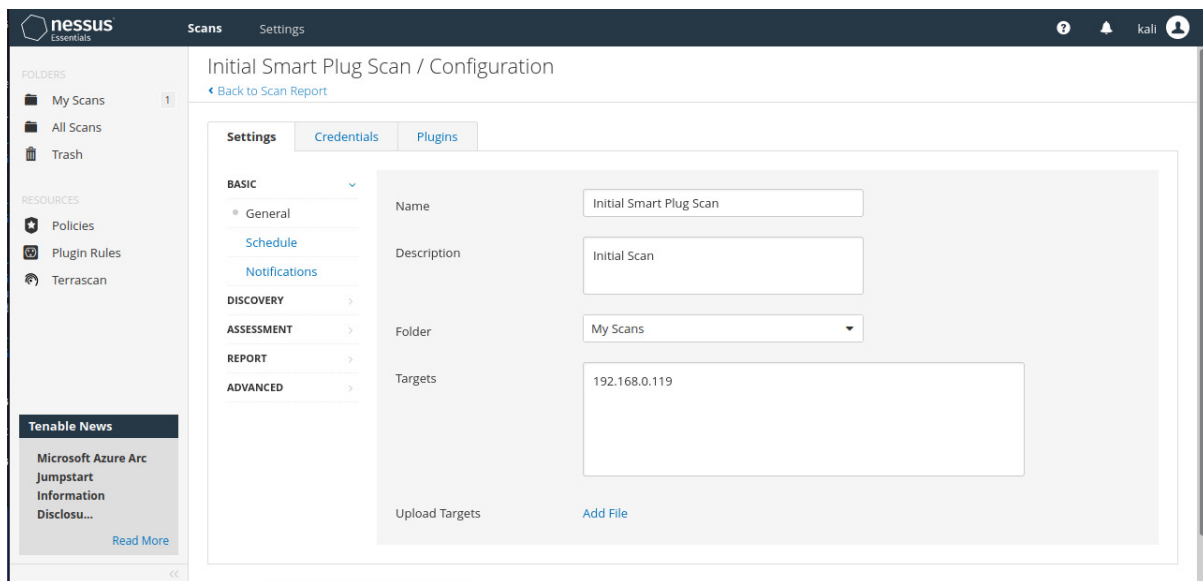 nessus
Essentials
Scans
Settings
kali
FOLDERS
My Scans
1
All Scans
Trash
RESOURCES
Policies
Plugin Rules
Terrascan
Tenable News
Microsoft Azure Arc
Jumpstart
Information
Disclosu...
Read More
Initial Smart Plug Scan / Configuration
Back to Scan Report
Settings
Credentials
Plugins
BASIC
General
Schedule
Notifications
DISCOVERY
ASSESSMENT
REPORT
ADVANCED
Name
Initial Smart Plug Scan
Description
Initial Scan
Folder
My Scans
Targets
192.168.0.119
Upload Targets
Add File